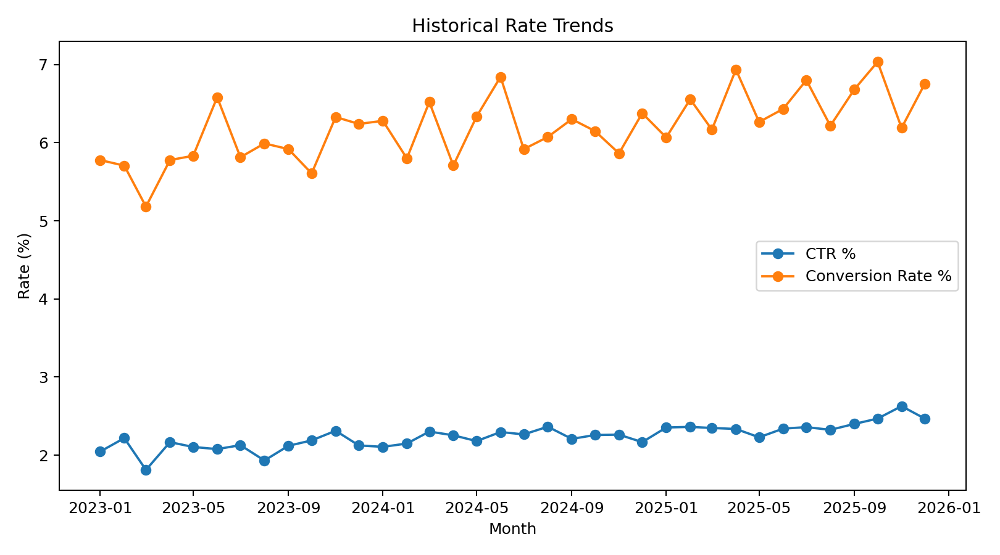 Historical Rate Trends
7
6
5
4
3
2
Rate (%)
CTR %
Conversion Rate %
2023-01 2023-05 2023-09 2024-01 2024-05 2024-09 2025-01 2025-05 2025-09 2026-01
Month